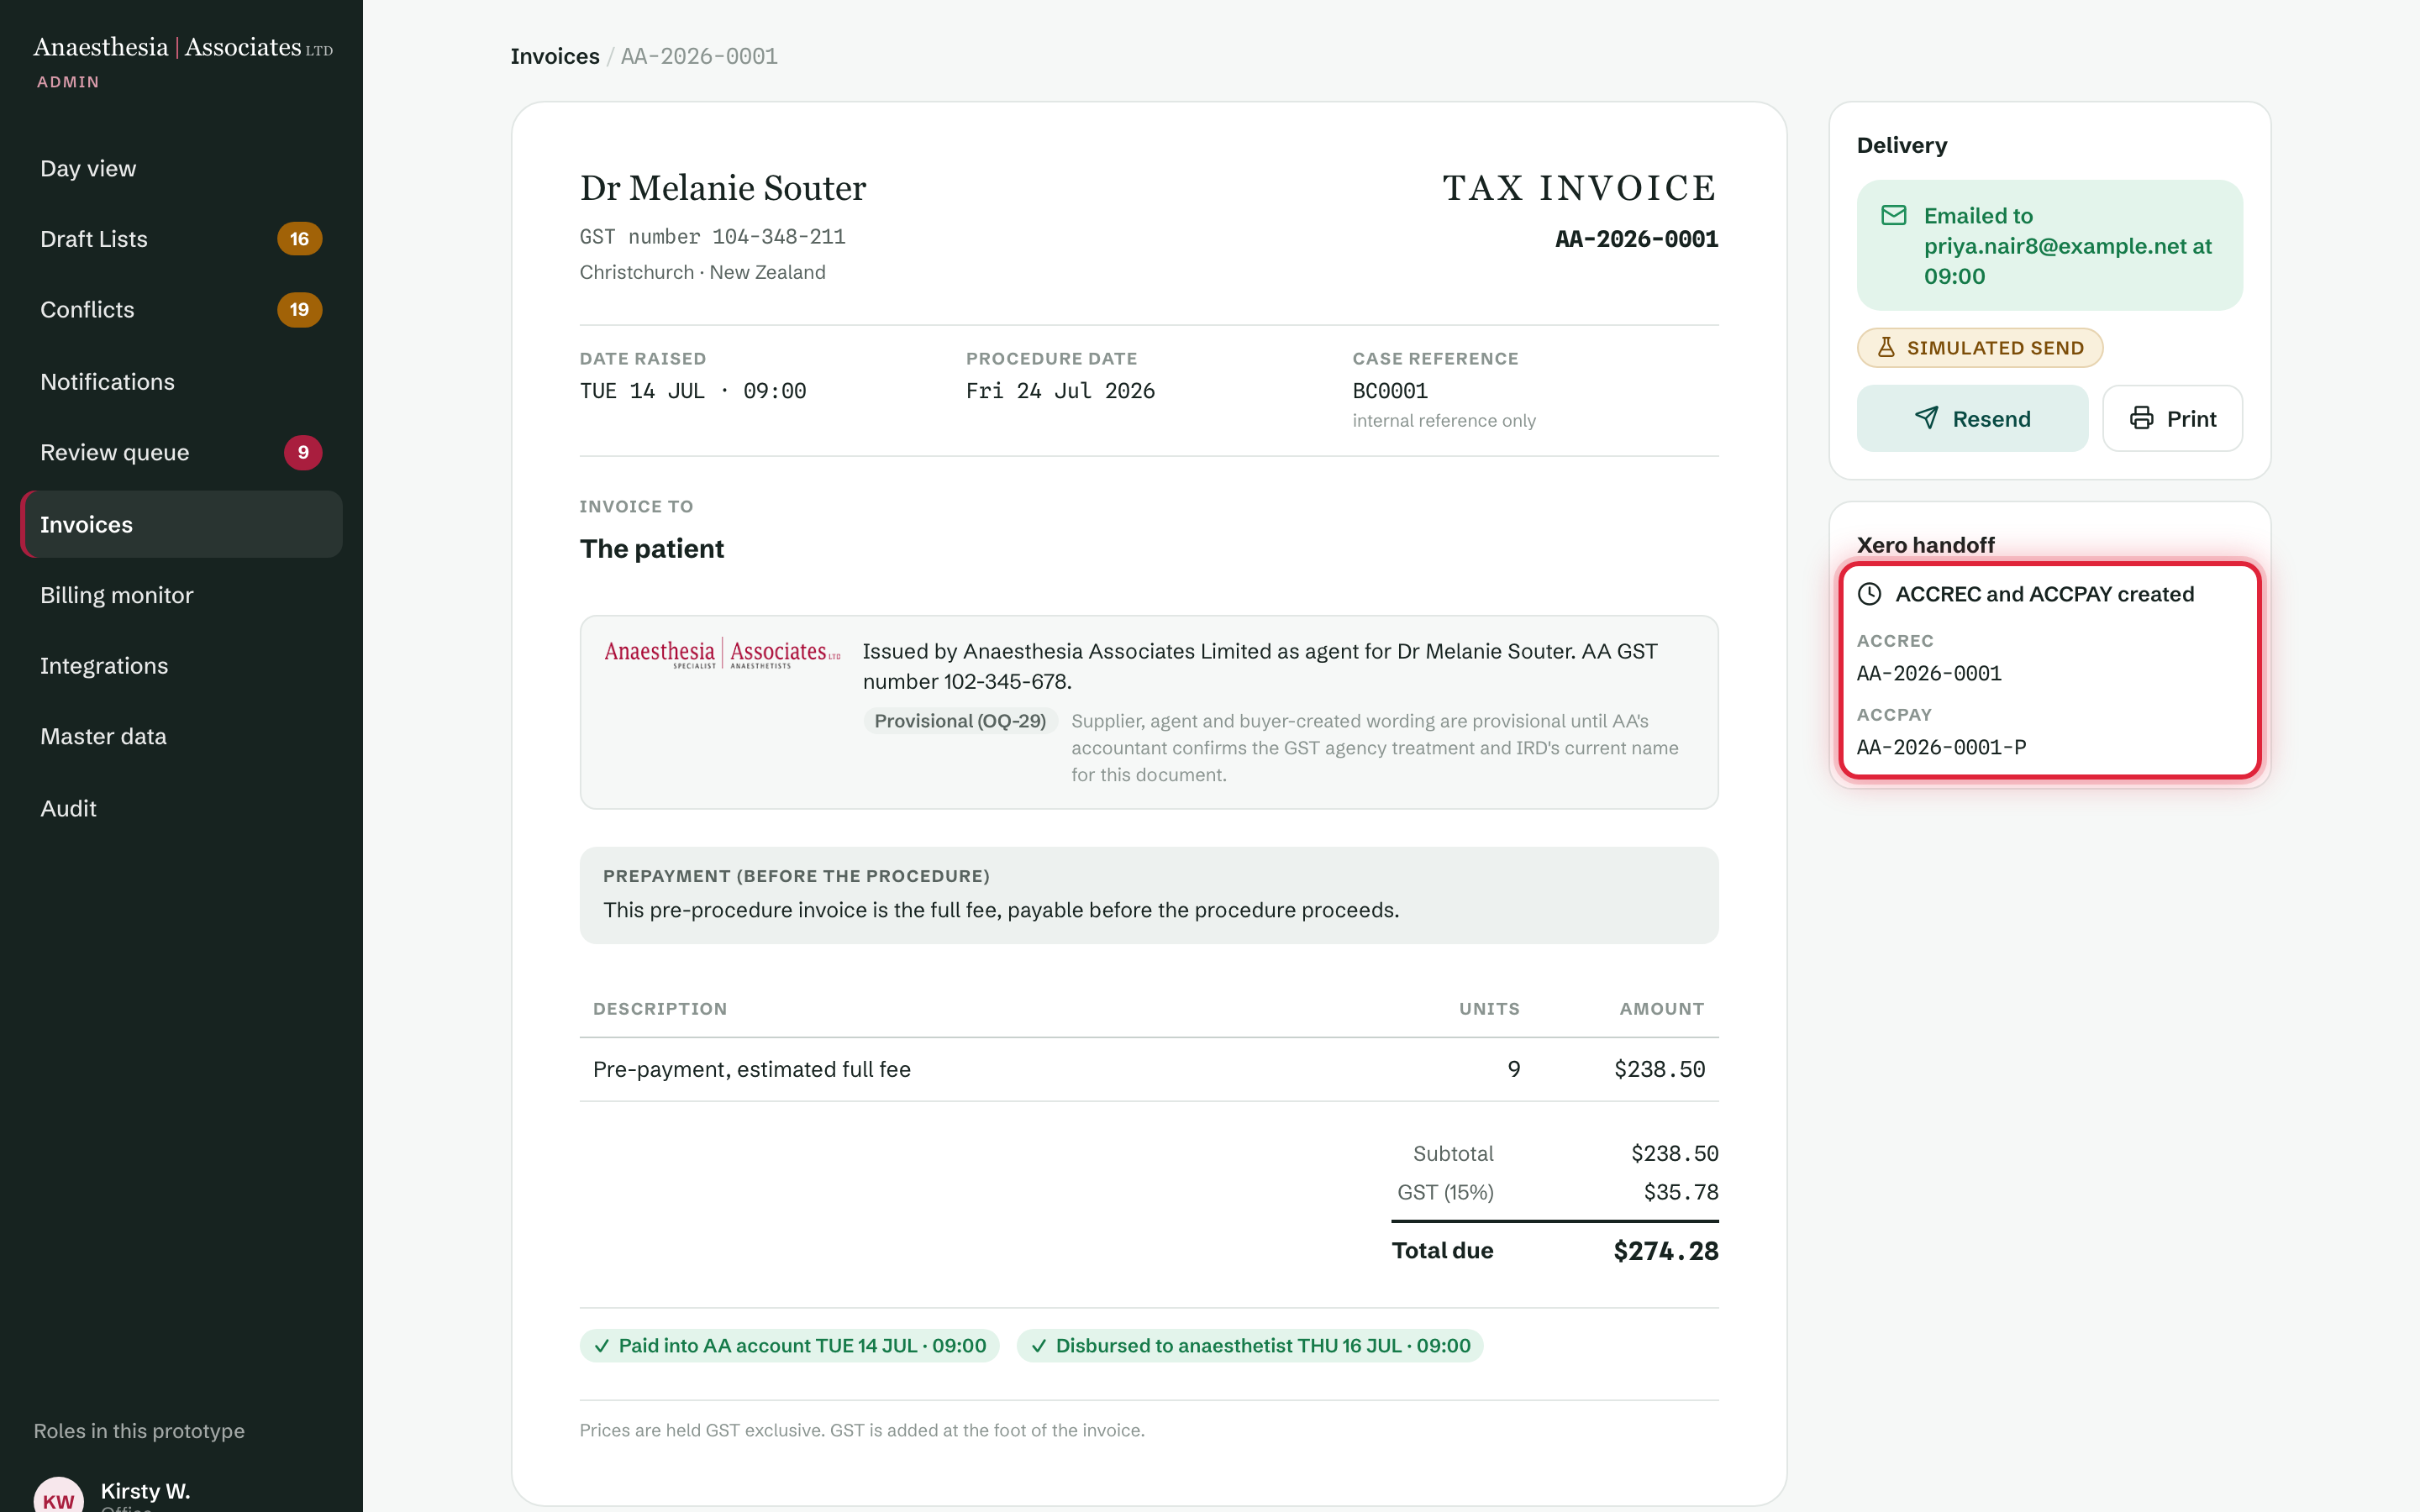 Anaesthesia | Associates LTD
ADMIN
Day view
Draft Lists 16
Conflicts 19
Notifications
Review queue 9
Invoices
Billing monitor
Integrations
Master data
Audit
Roles in this prototype
KW Kirsty W.
Invoices / AA-2026-0001
Dr Melanie Souter
GST number 104-348-211
Christchurch · New Zealand
TAX INVOICE
AA-2026-0001
DATE RAISED
TUE 14 JUL · 09:00
PROCEDURE DATE
Fri 24 Jul 2026
CASE REFERENCE
BC0001
internal reference only
INVOICE TO
The patient
Anaesthesia | Associates LTD
SPECIALIST ANAESTHETISTS
Issued by Anaesthesia Associates Limited as agent for Dr Melanie Souter. AA GST
number 102-345-678.
Provisional (OQ-29)
Supplier, agent and buyer-created wording are provisional until AA's
accountant confirms the GST agency treatment and IRD's current name
for this document.
PREPAYMENT (BEFORE THE PROCEDURE)
This pre-procedure invoice is the full fee, payable before the procedure proceeds.
DESCRIPTION UNITS AMOUNT
Pre-payment, estimated full fee 9 $238.50
Subtotal $238.50
GST (15%) $35.78
Total due $274.28
✓ Paid into AA account TUE 14 JUL · 09:00
✓ Disbursed to anaesthetist THU 16 JUL · 09:00
Prices are held GST exclusive. GST is added at the foot of the invoice.
Delivery
Emailed to
priya.nair8@example.net at
09:00
SIMULATED SEND
Resend
Print
Xero handoff
ACCREC and ACCPAY created
ACCREC
AA-2026-0001
ACCPAY
AA-2026-0001-P